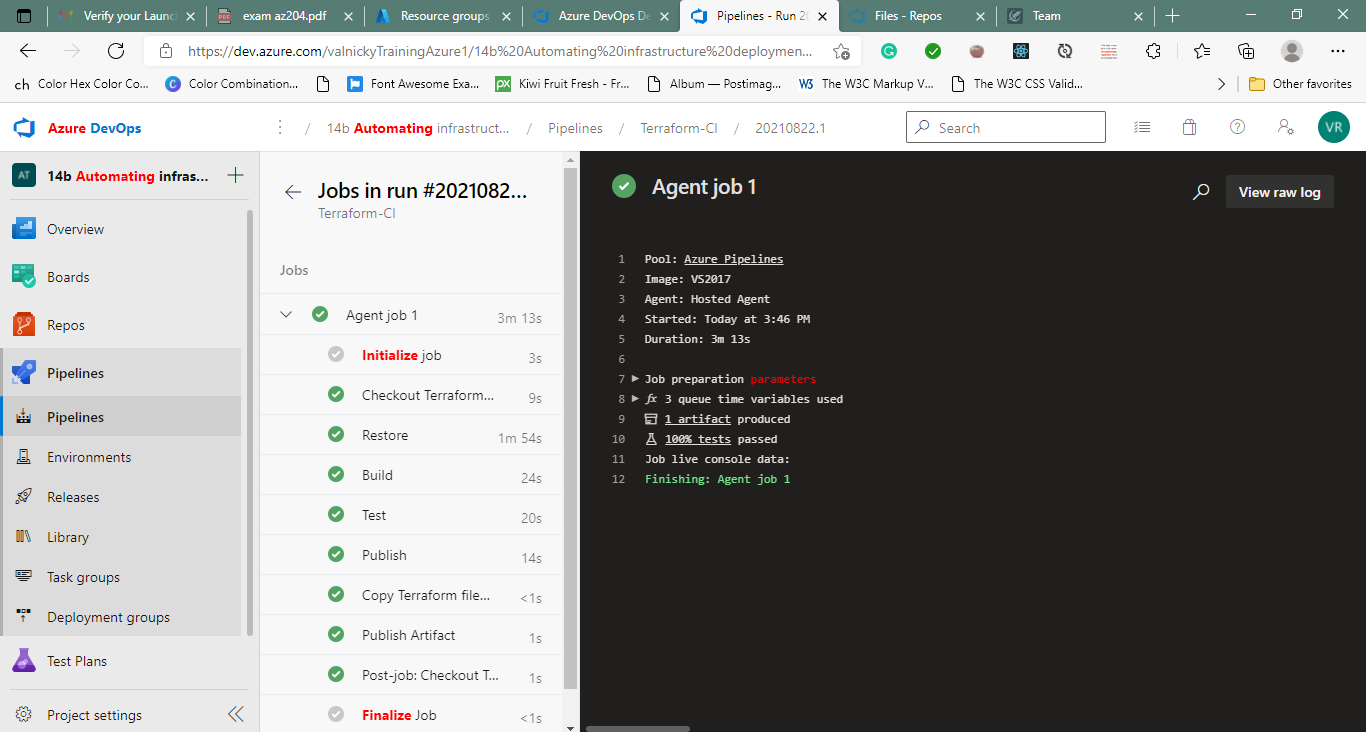 Verify your Launc
exam az204.pdf
Resource groups
Azure DevOps De
Pipelines - Run 20
Files - Repos
Team
https://dev.azure.com/valnickyTrainingAzure1/14b%20Automating%20infrastructure%20deploymen...
ch Color Hex Color Co...
C Color Combination...
Font Awesome Exa...
px Kiwi Fruit Fresh - Fr...
Album — Postimag...
W3 The W3C Markup V...
The W3C CSS Valid...
Other favorites
Azure DevOps
/ 14b Automating infrastruct... / Pipelines / Terraform-CI / 20210822.1
Search
VR
AT 14b Automating infras...
Overview
Boards
Repos
Pipelines
Pipelines
Environments
Releases
Library
Task groups
Deployment groups
Test Plans
Project settings
Jobs in run #2021082...
Terraform-CI
Jobs
Agent job 1 3m 13s
Initialize job 3s
Checkout Terraform... 9s
Restore 1m 54s
Build 24s
Test 20s
Publish 14s
Copy Terraform file... <1s
Publish Artifact 1s
Post-job: Checkout T... 1s
Finalize Job <1s
Agent job 1
View raw log
1 Pool: Azure Pipelines
2 Image: VS2017
3 Agent: Hosted Agent
4 Started: Today at 3:46 PM
5 Duration: 3m 13s
6
7 Job preparation parameters
8 fx 3 queue time variables used
9 1 artifact produced
10 100% tests passed
11 Job live console data:
12 Finishing: Agent job 1